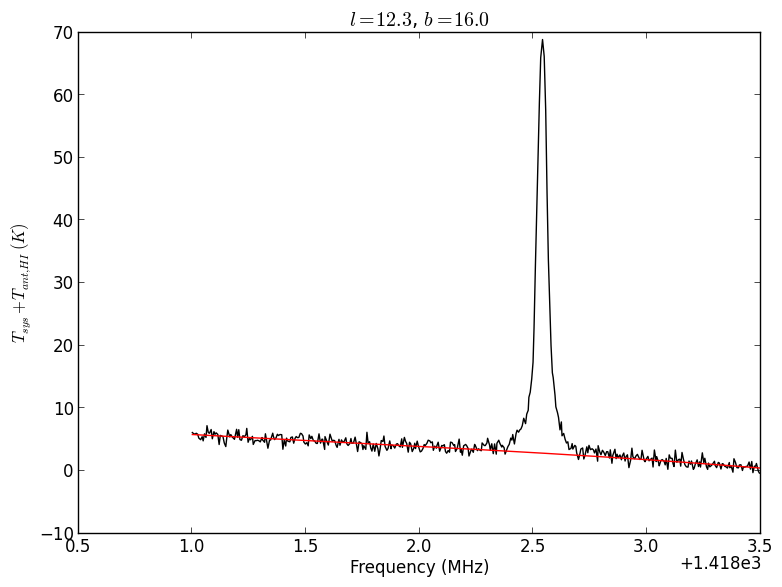 l = 12.3, b = 16.0
70
60
50
40
30
20
10
0
−10
T_sys + T_ant,HI (K)
0.5 1.0 1.5 2.0 2.5 3.0 3.5
Frequency (MHz)
+1.418e3